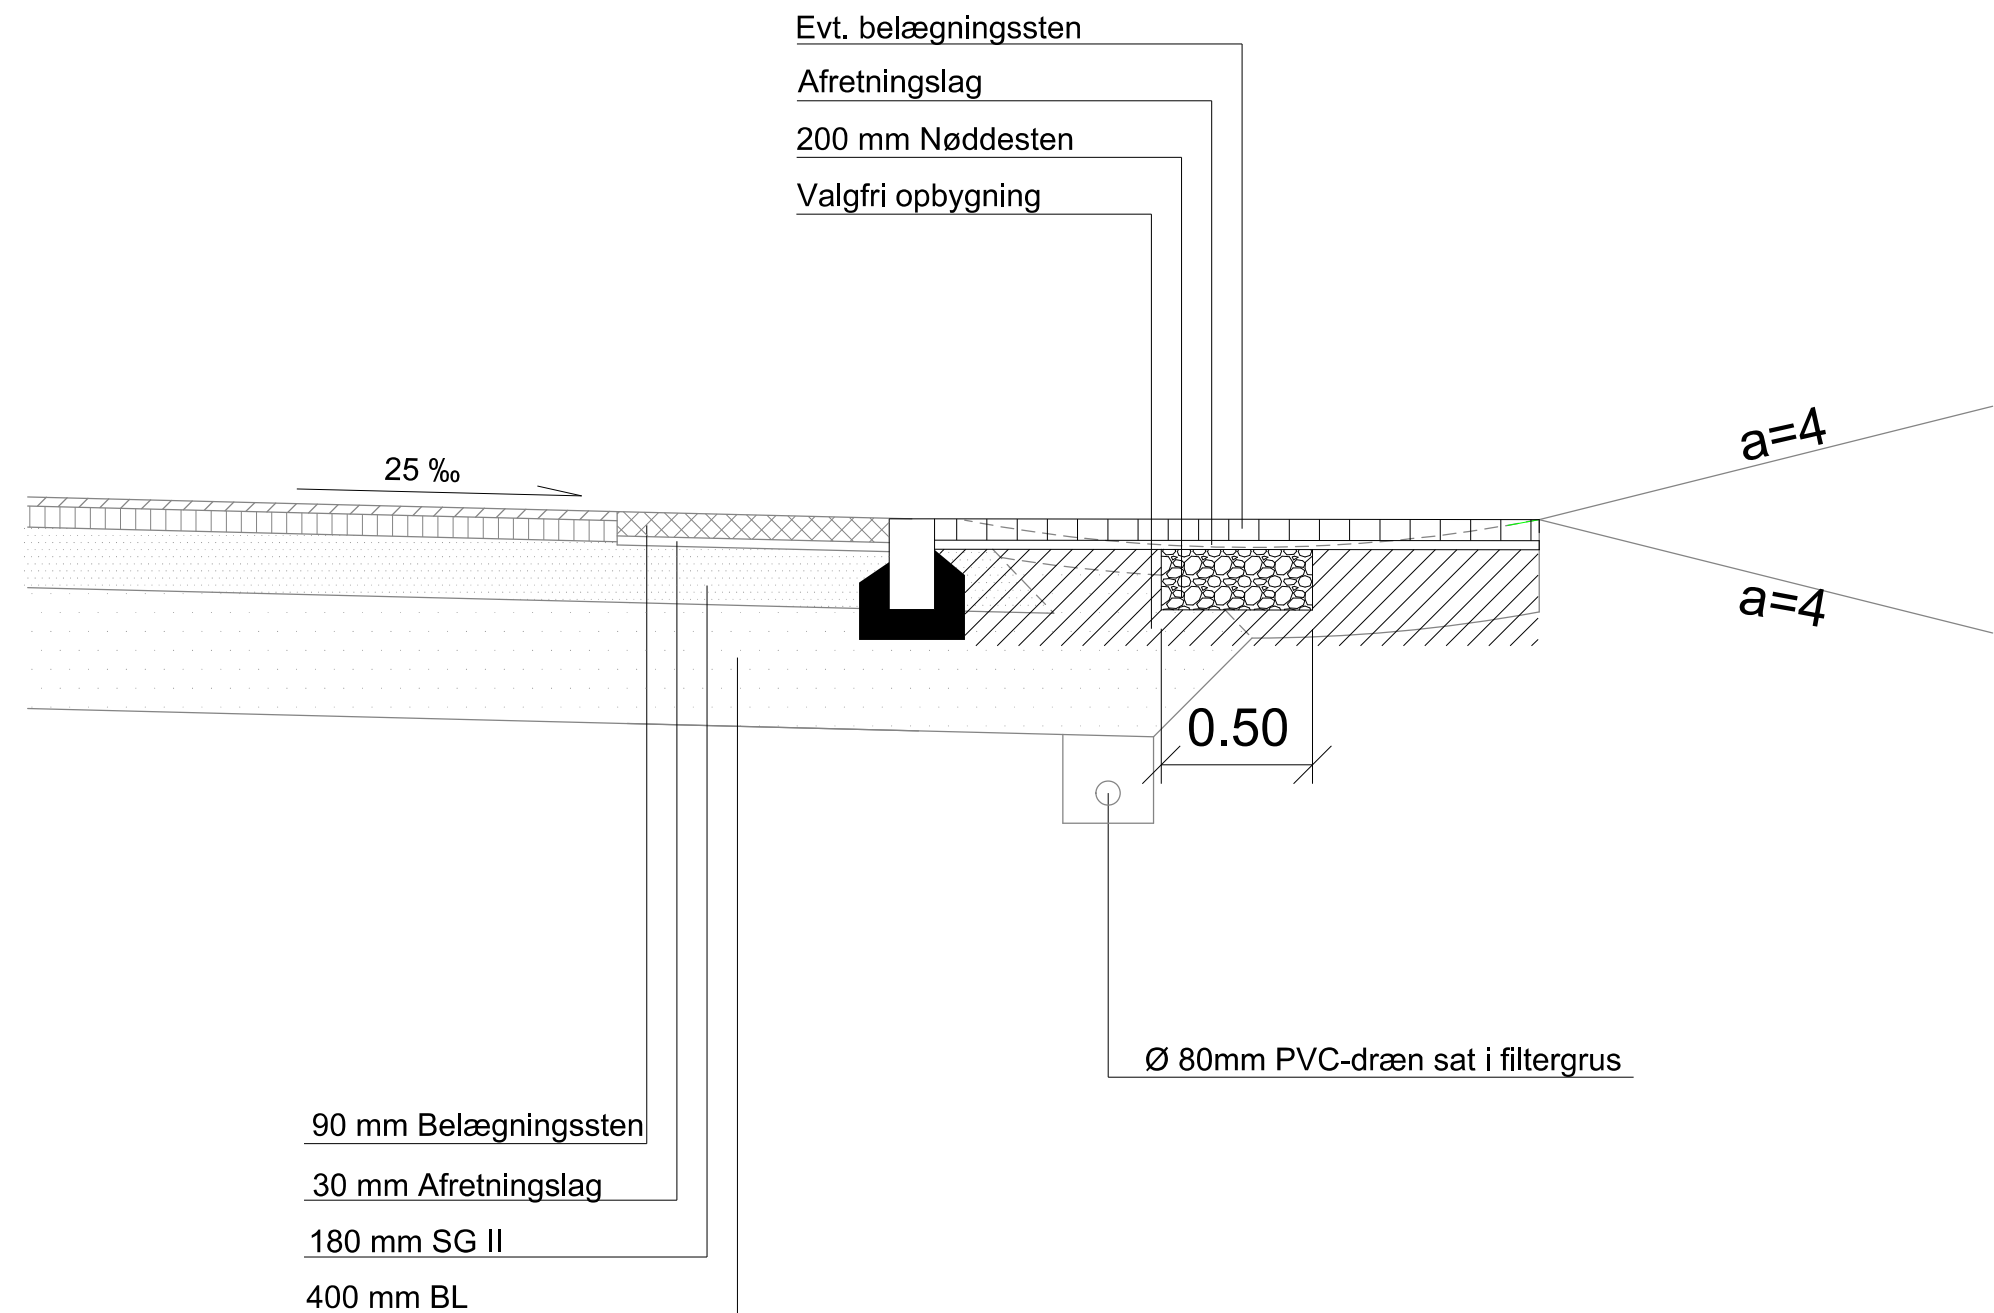 Evt. belægningssten
Afretningslag
200 mm Nøddesten
Valgfri opbygning
a=4
25 ‰
a=4
0.50
Ø 80mm PVC-dræn sat i filtergrus
90 mm Belægningssten
30 mm Afretningslag
180 mm SG II
400 mm BL